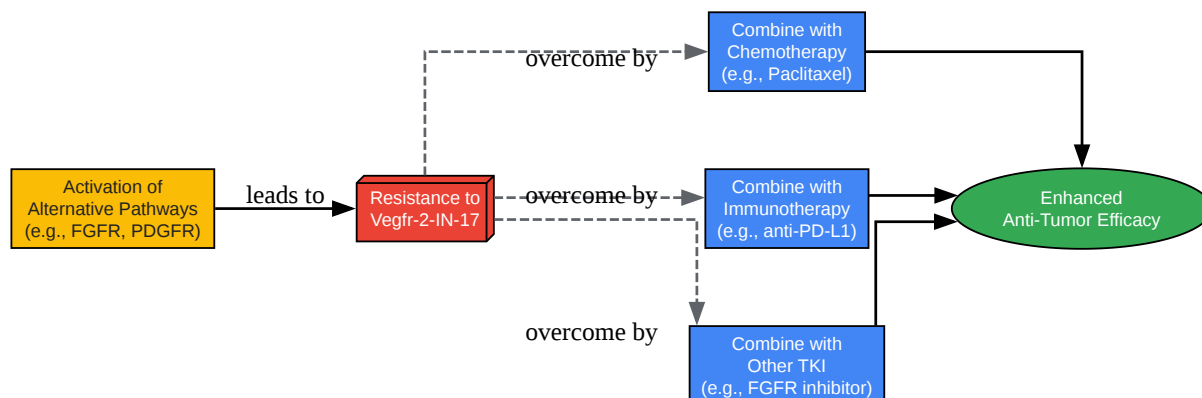 Activation of
Alternative Pathways
(e.g., FGFR, PDGFR)
leads to
Resistance to
Vegfr-2-IN-17
overcome by
Combine with
Chemotherapy
(e.g., Paclitaxel)
overcome by
Combine with
Immunotherapy
(e.g., anti-PD-L1)
overcome by
Combine with
Other TKI
(e.g., FGFR inhibitor)
Enhanced
Anti-Tumor Efficacy